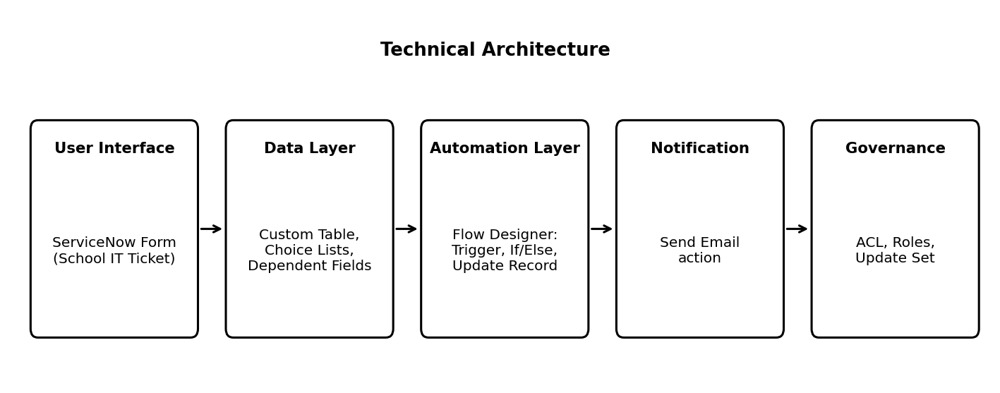 Technical Architecture
User Interface
ServiceNow Form
(School IT Ticket)
Data Layer
Custom Table,
Choice Lists,
Dependent Fields
Automation Layer
Flow Designer:
Trigger, If/Else,
Update Record
Notification
Send Email
action
Governance
ACL, Roles,
Update Set